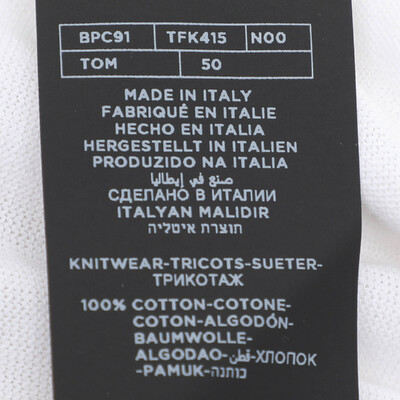 BPC91 TFK415 N00
TOM 50
MADE IN ITALY
FABRIQUÉ EN ITALIE
HECHO EN ITALIA
HERGESTELLT IN ITALIEN
PRODUZIDO NA ITALIA
صنع في إيطاليا
СДЕЛАНО В ИТАЛИИ
ITALYAN MALIDIR
תוצרת איטליה
KNITWEAR-TRICOTS-SUETER-
ТРИКОТАЖ
100% COTTON-COTONE-
COTON-ALGODÓN-
BAUMWOLLE-
ALGODAO-قطن-ХЛОПОК
-PAMUK-כותנה-